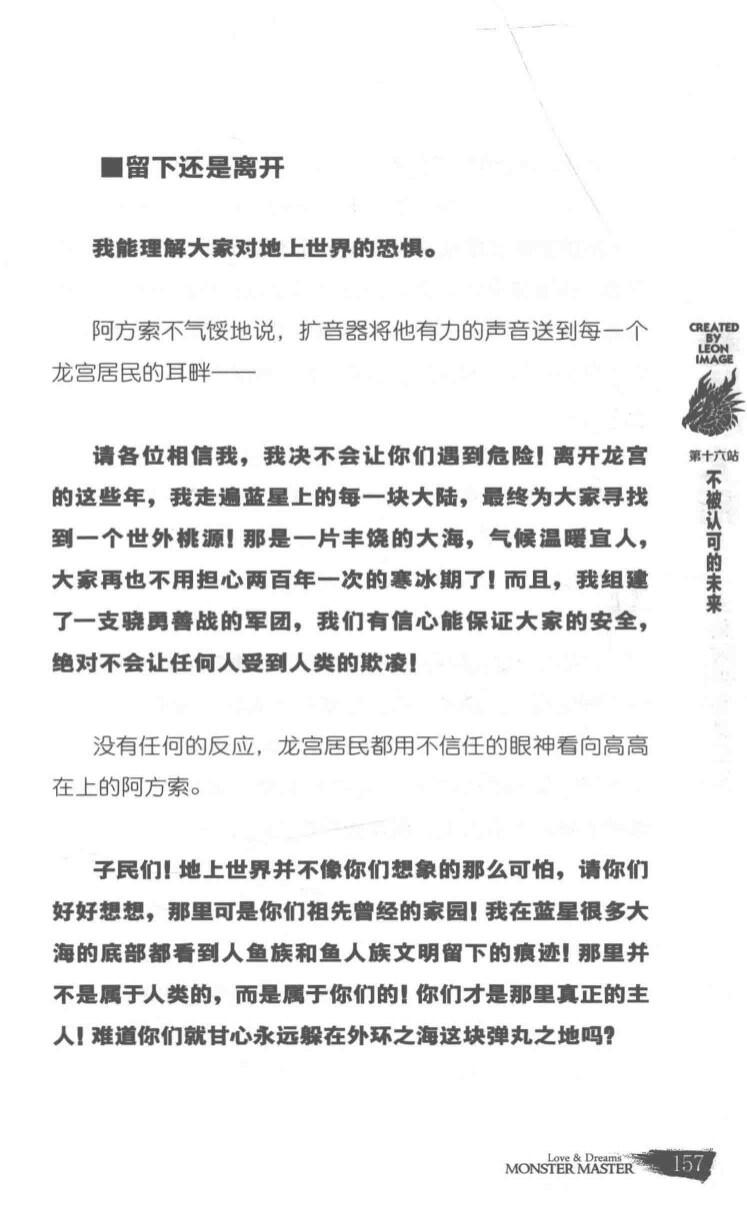 ■留下还是离开
我能理解大家对地上世界的恐惧。
阿方索不气馁地说，扩音器将他有力的声音送到每一个
龙宫居民的耳畔——
请各位相信我，我决不会让你们遇到危险！离开龙宫
的这些年，我走遍蓝星上的每一块大陆，最终为大家寻找
到一个世外桃源！那是一片丰饶的大海，气候温暖宜人，
大家再也不用担心两百年一次的寒冰期了！而且，我组建
了一支骁勇善战的军团，我们有信心能保证大家的安全，
绝对不会让任何人受到人类的欺凌！
没有任何的反应，龙宫居民都用不信任的眼神看向高高
在上的阿方索。
子民们！地上世界并不像你们想象的那么可怕，请你们
好好想想，那里可是你们祖先曾经的家园！我在蓝星很多大
海的底部都看到人鱼族和鱼人族文明留下的痕迹！那里并
不是属于人类的，而是属于你们的！你们才是那里真正的主
人！难道你们就甘心永远躲在外环之海这块弹丸之地吗？
CREATED
BY
LEON
IMAGE
第十六站
不被认可的未来
Love & Dreams
MONSTER MASTER
157